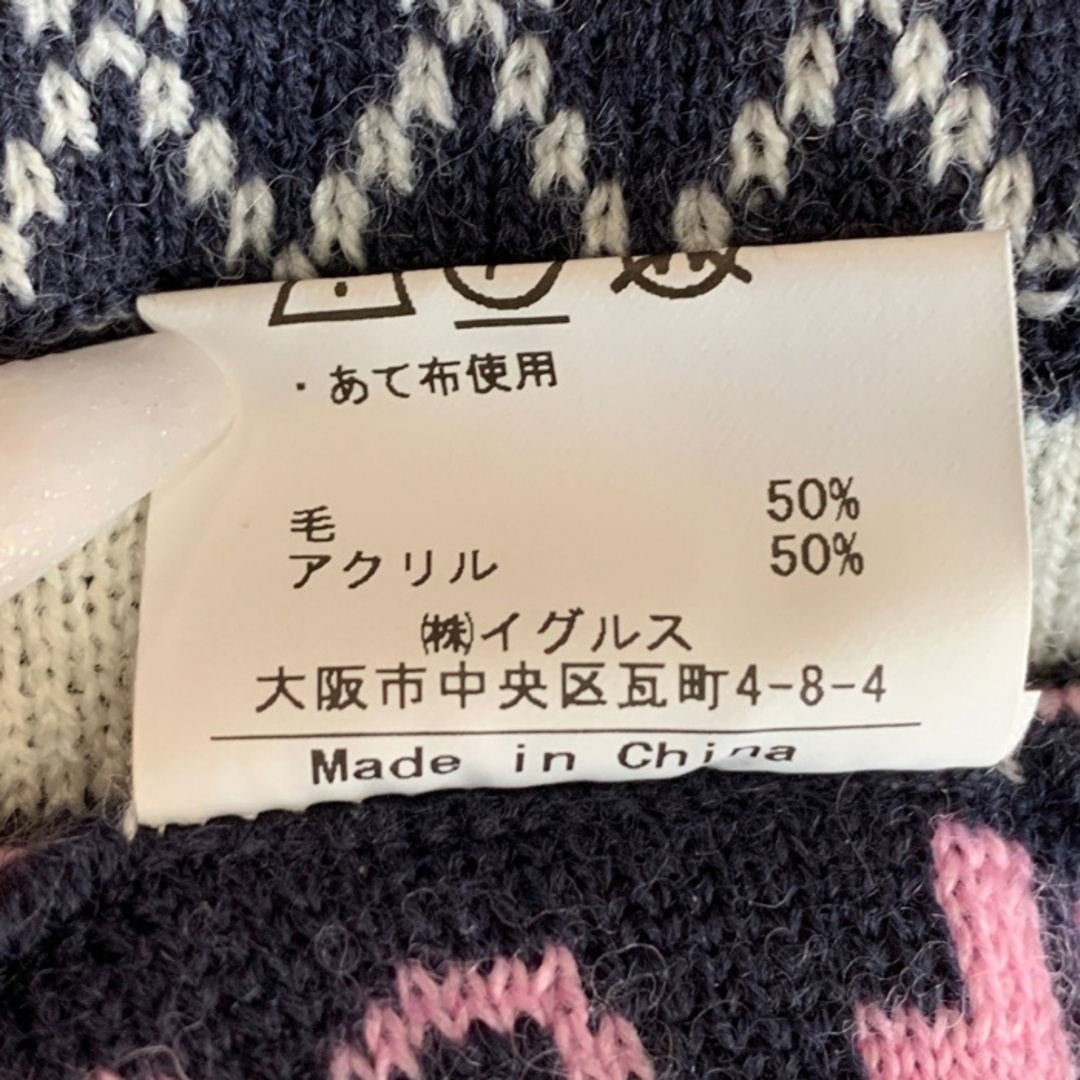 ・あて布使用
毛 50%
アクリル 50%
㈱イグルス
大阪市中央区瓦町4-8-4
Made in China